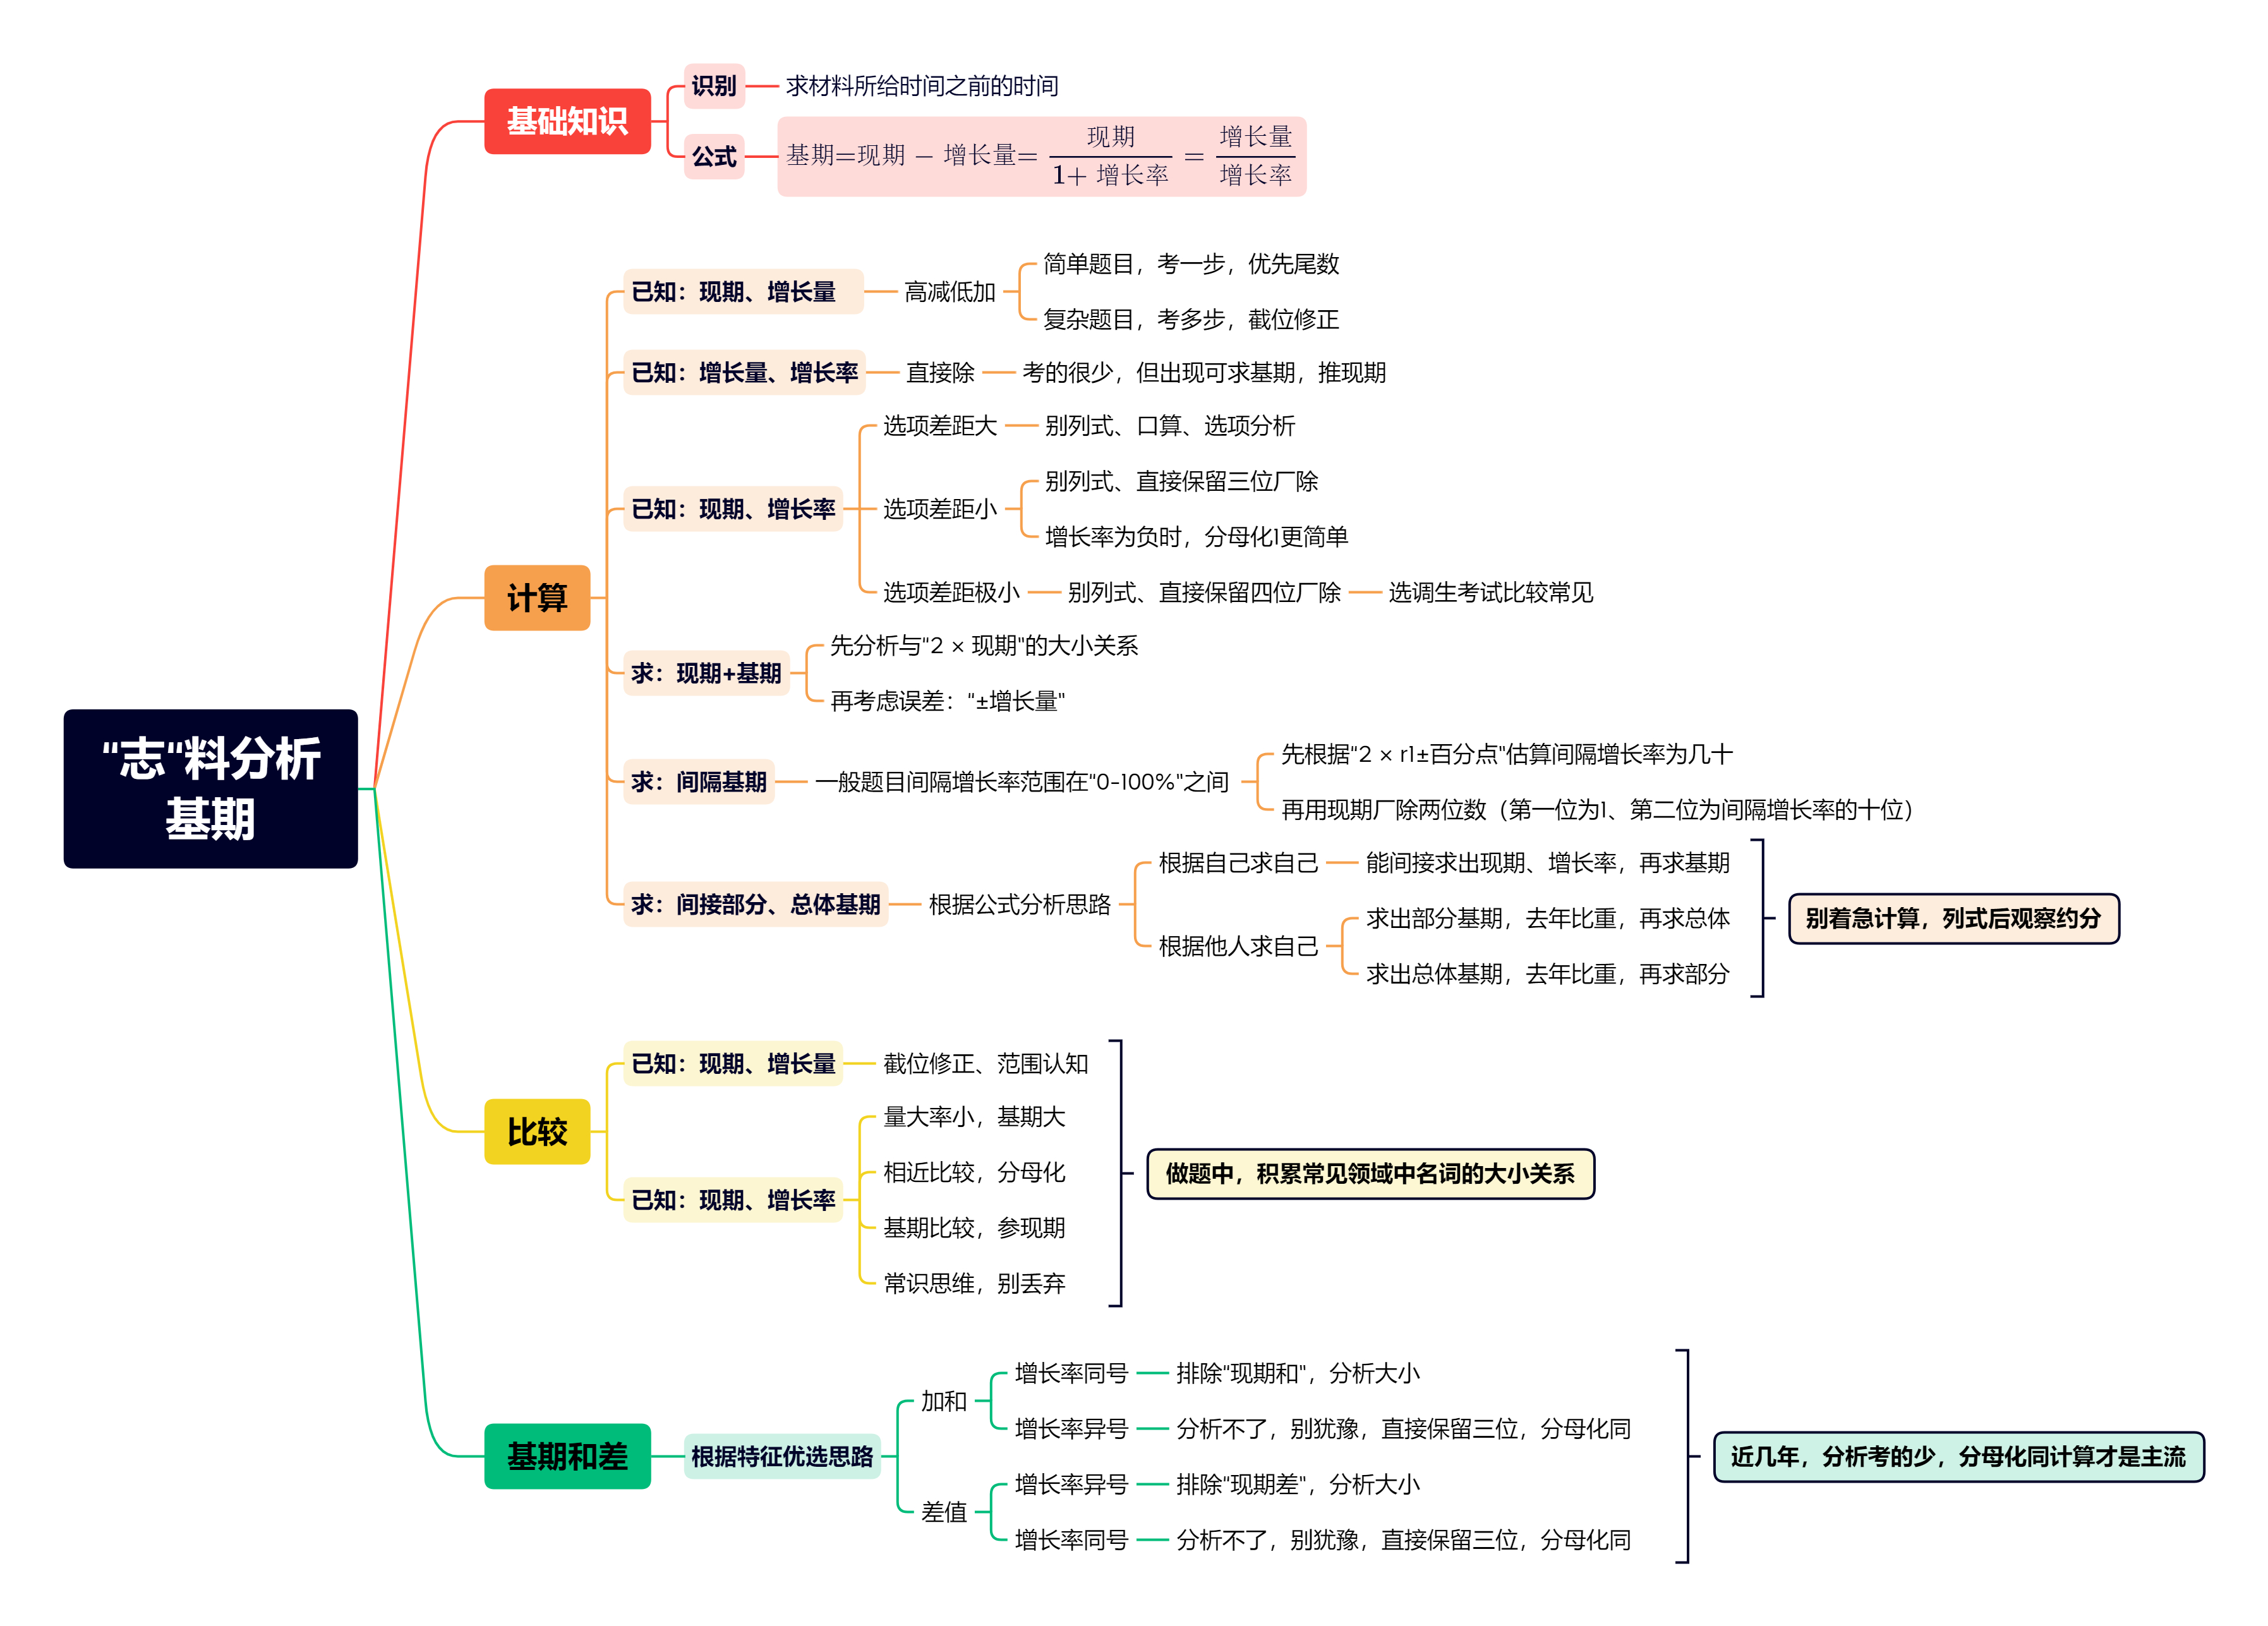 "志"料分析
基期
基础知识
识别
求材料所给时间之前的时间
公式
基期=现期 − 增长量= 现期 / 1+ 增长率 = 增长量 / 增长率
计算
已知：现期、增长量
高减低加
简单题目，考一步，优先尾数
复杂题目，考多步，截位修正
已知：增长量、增长率
直接除
考的很少，但出现可求基期，推现期
已知：现期、增长率
选项差距大
别列式、口算、选项分析
选项差距小
别列式、直接保留三位厂除
增长率为负时，分母化1更简单
选项差距极小
别列式、直接保留四位厂除
选调生考试比较常见
求：现期+基期
先分析与"2 × 现期"的大小关系
再考虑误差："±增长量"
求：间隔基期
一般题目间隔增长率范围在"0-100%"之间
先根据"2 × r1±百分点"估算间隔增长率为几十
再用现期厂除两位数（第一位为1、第二位为间隔增长率的十位）
求：间接部分、总体基期
根据公式分析思路
根据自己求自己
能间接求出现期、增长率，再求基期
根据他人求自己
求出部分基期，去年比重，再求总体
求出总体基期，去年比重，再求部分
别着急计算，列式后观察约分
比较
已知：现期、增长量
截位修正、范围认知
已知：现期、增长率
量大率小，基期大
相近比较，分母化
基期比较，参现期
常识思维，别丢弃
做题中，积累常见领域中名词的大小关系
基期和差
根据特征优选思路
加和
增长率同号
排除"现期和"，分析大小
增长率异号
分析不了，别犹豫，直接保留三位，分母化同
差值
增长率异号
排除"现期差"，分析大小
增长率同号
分析不了，别犹豫，直接保留三位，分母化同
近几年，分析考的少，分母化同计算才是主流